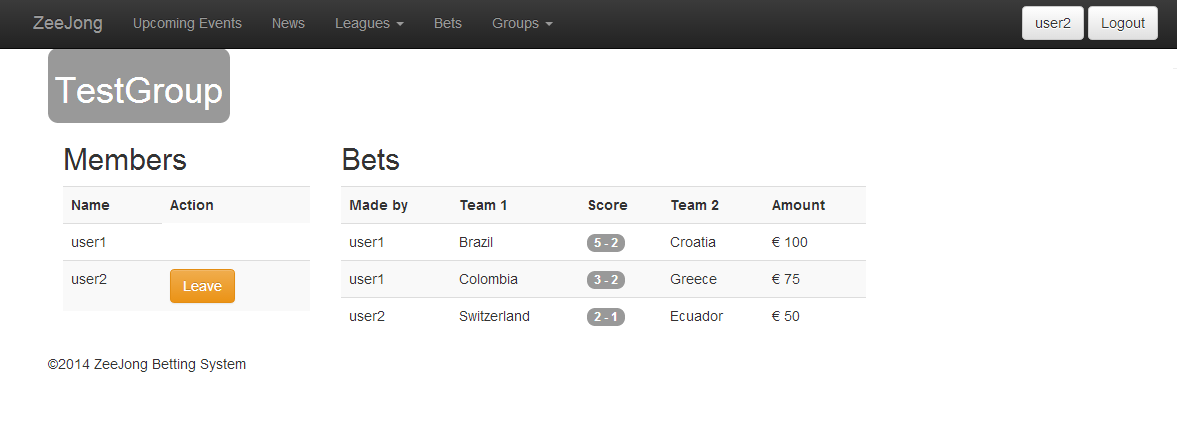 ZeeJong Upcoming Events News Leagues Bets Groups user2 Logout
TestGroup
Members
Name Action
user1
user2 Leave
Bets
Made by Team 1 Score Team 2 Amount
user1 Brazil 5 - 2 Croatia € 100
user1 Colombia 3 - 2 Greece € 75
user2 Switzerland 2 - 1 Ecuador € 50
©2014 ZeeJong Betting System